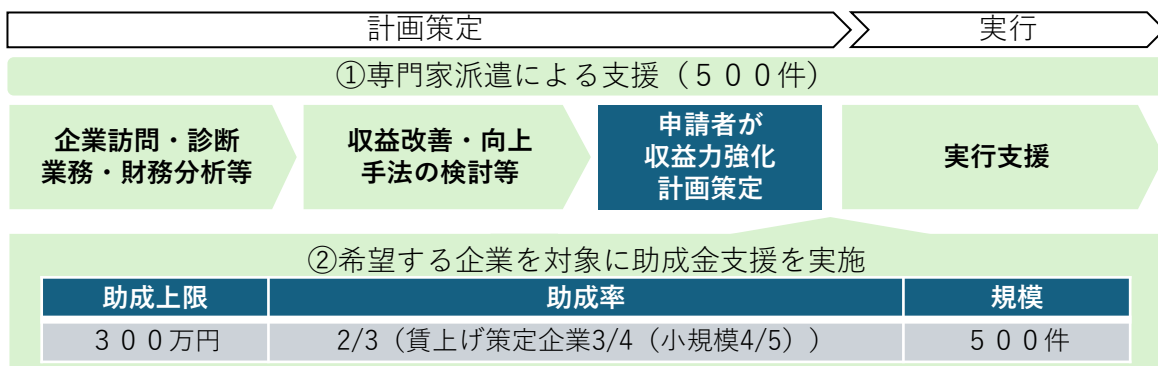 計画策定
実行
①専門家派遣による支援(500件)
企業訪問・診断
業務・財務分析等
収益改善・向上
手法の検討等
申請者が
収益力強化
計画策定
実行支援
②希望する企業を対象に助成金支援を実施
助成上限
助成率
規模
300万円
2/3(賃上げ策定企業3/4(小規模4/5))
500件